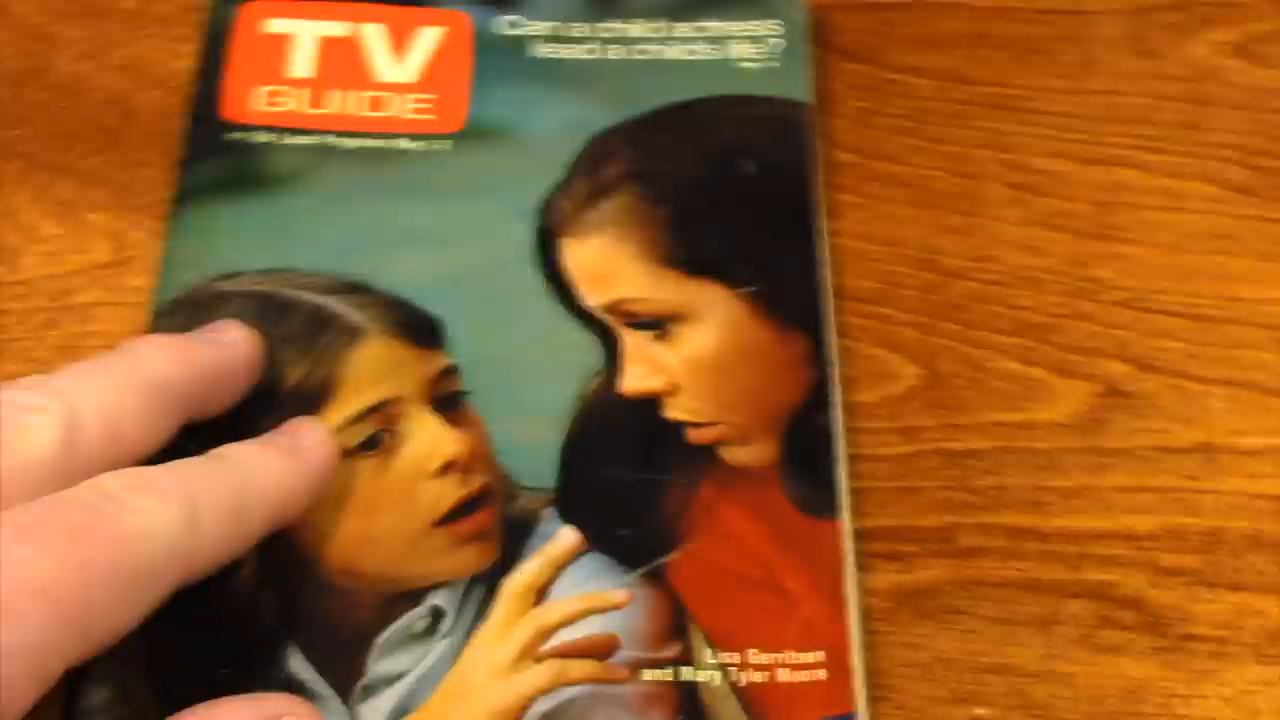 TV
GUIDE
Can a child actress
lead a child's life?
Lisa Gerritsen
and Mary Tyler Moore